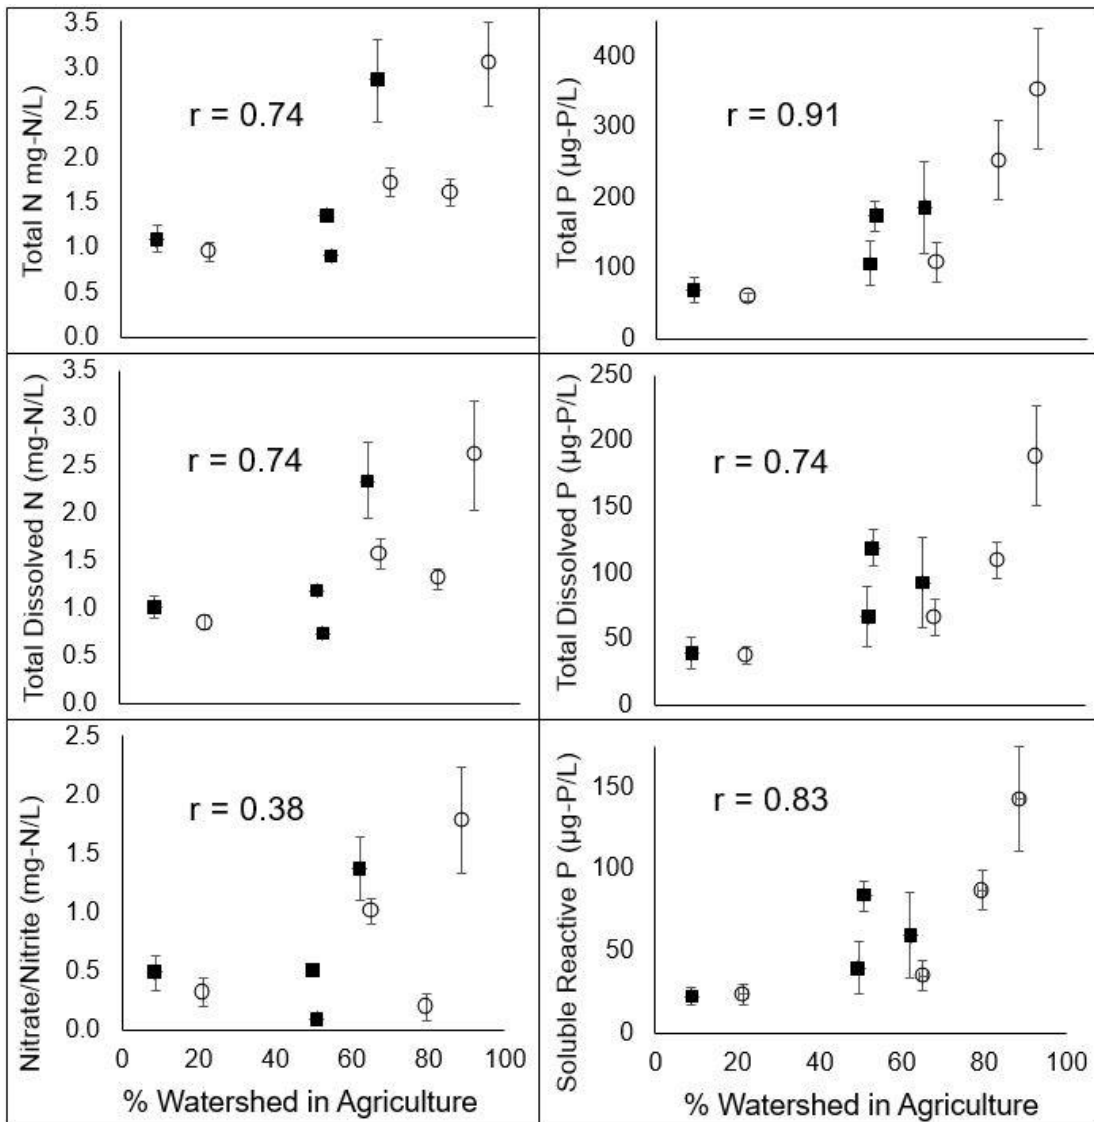 Total N mg-N/L
3.5
3.0
2.5
2.0
1.5
1.0
0.5
0.0
r = 0.74
Total P (µg-P/L)
400
300
200
100
0
r = 0.91
Total Dissolved N (mg-N/L)
3.5
3.0
2.5
2.0
1.5
1.0
0.5
0.0
r = 0.74
Total Dissolved P (µg-P/L)
250
200
150
100
50
0
r = 0.74
Nitrate/Nitrite (mg-N/L)
2.5
2.0
1.5
1.0
0.5
0.0
r = 0.38
0 20 40 60 80 100
% Watershed in Agriculture
Soluble Reactive P (µg-P/L)
150
100
50
0
r = 0.83
0 20 40 60 80 100
% Watershed in Agriculture